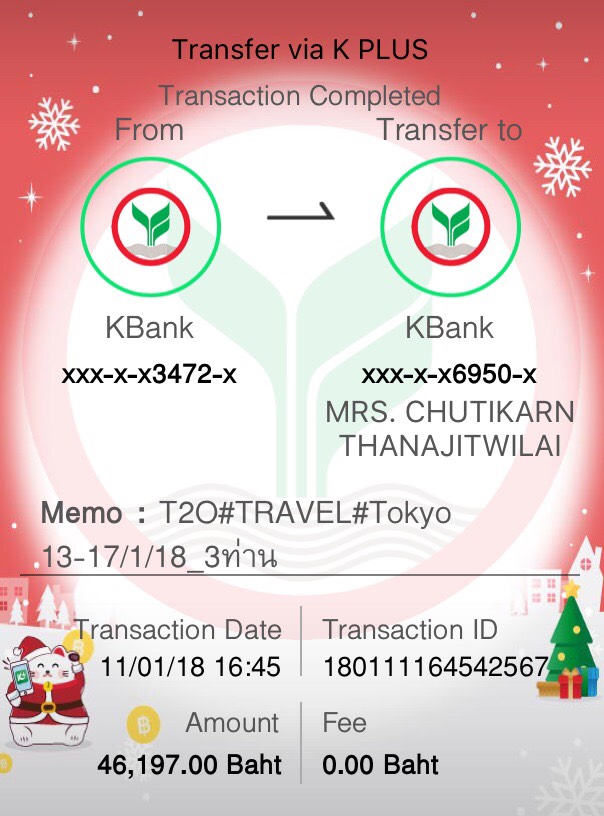 Transfer via K PLUS
Transaction Completed
From
Transfer to
KBank
KBank
xxx-x-x3472-x
xxx-x-x6950-x
MRS. CHUTIKARN
THANAJITWILAI
Memo : T2O#TRAVEL#Tokyo
13-17/1/18_3ท่าน
Transaction Date
Transaction ID
11/01/18 16:45
180111164542567
Amount
Fee
46,197.00 Baht
0.00 Baht